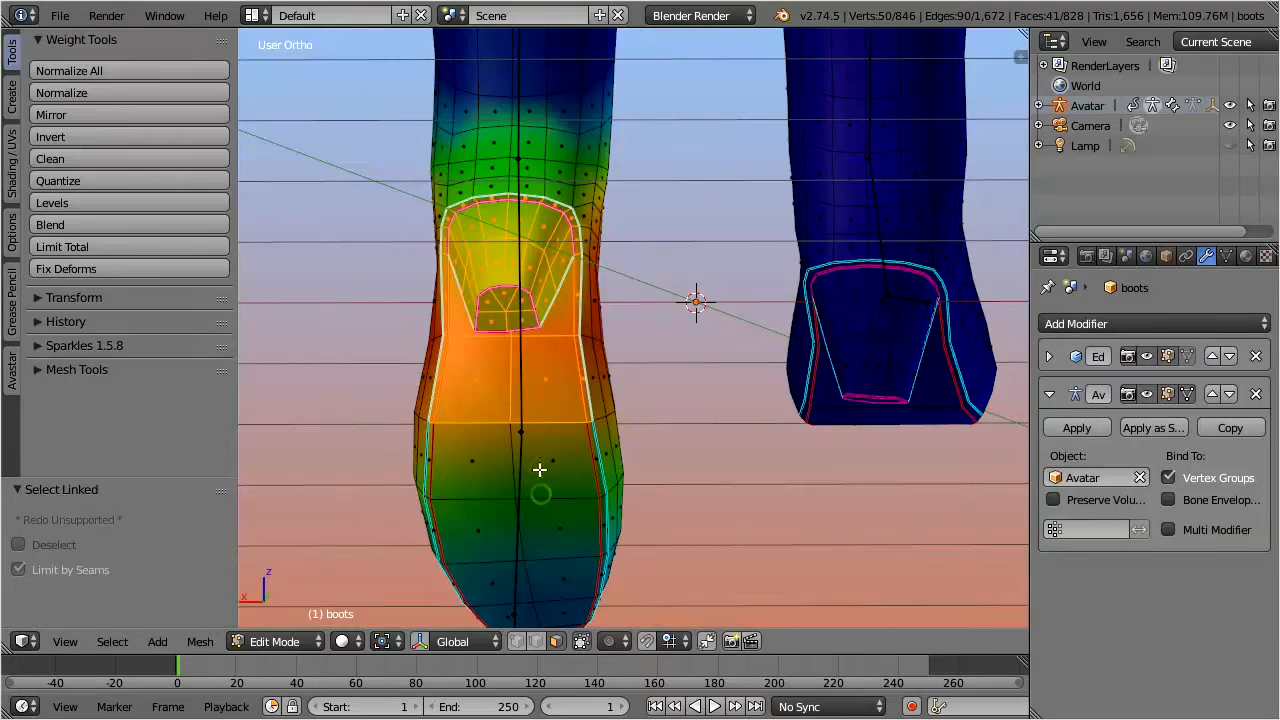 File Render Window Help Default Scene Blender Render v2.74.5 | Verts:50/846 | Edges:90/1,672 | Faces:41/828 | Tris:1,656 | Mem:109.76M | boots
Tools
Create
Shading / UVs
Options
Grease Pencil
Avastar
Weight Tools
Normalize All
Normalize
Mirror
Invert
Clean
Quantize
Levels
Blend
Limit Total
Fix Deforms
Transform
History
Sparkles 1.5.8
Mesh Tools
Select Linked
* Redo Unsupported *
Deselect
Limit by Seams
User Ortho
z
x
(1) boots
View Select Add Mesh Edit Mode Global
-40 -20 0 20 40 60 80 100 120 140 160 180 200 220 240 260
View Marker Frame Playback Start: 1 End: 250 1 No Sync
View Search Current Scene
RenderLayers
World
Avatar
Camera
Lamp
boots
Add Modifier
Ed
Av
Apply Apply as S... Copy
Object: Bind To:
Avatar Vertex Groups
Preserve Volu... Bone Envelop...
Multi Modifier